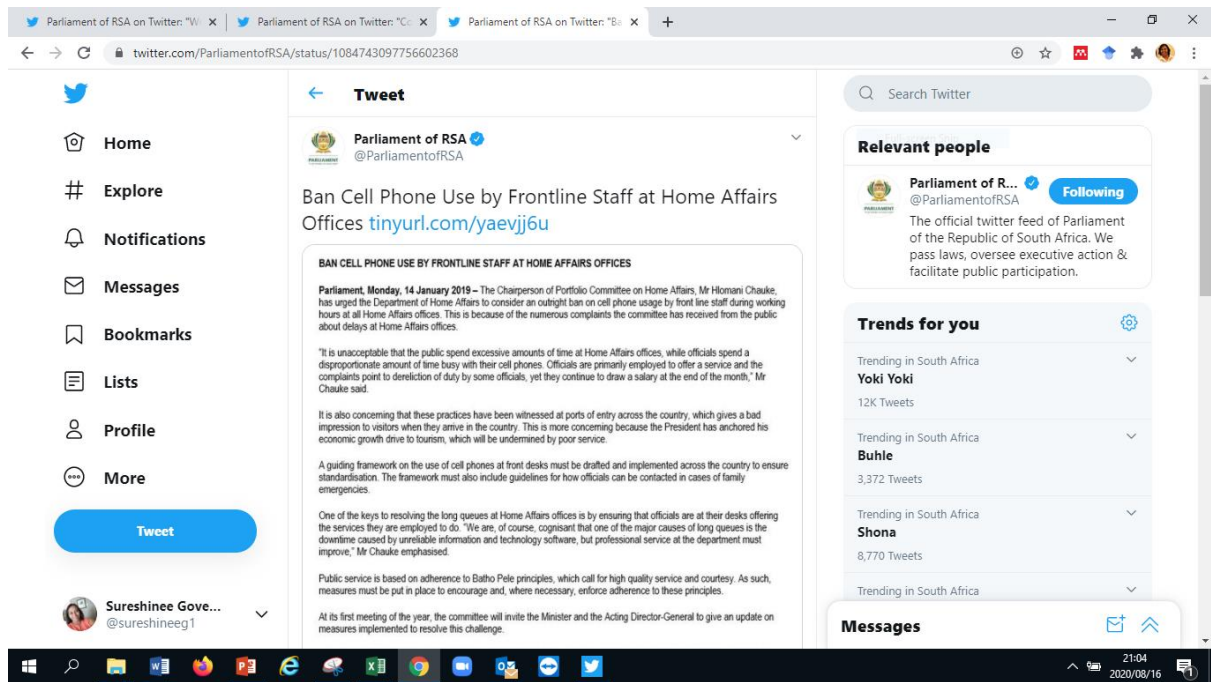 Parliament of RSA on Twitter: "W
Parliament of RSA on Twitter: "Co
Parliament of RSA on Twitter: "Ba
twitter.com/ParliamentofRSA/status/1084743097756602368
Home
Explore
Notifications
Messages
Bookmarks
Lists
Profile
More
Tweet
Sureshinee Gove...
@sureshineeg1
Tweet
Parliament of RSA
@ParliamentofRSA
Ban Cell Phone Use by Frontline Staff at Home Affairs
Offices tinyurl.com/yaevjj6u
BAN CELL PHONE USE BY FRONTLINE STAFF AT HOME AFFAIRS OFFICES
Parliament, Monday, 14 January 2019 – The Chairperson of Portfolio Committee on Home Affairs, Mr Hlomani Chauke,
has urged the Department of Home Affairs to consider an outright ban on cell phone usage by front line staff during working
hours at all Home Affairs offices. This is because of the numerous complaints the committee has received from the public
about delays at Home Affairs offices.
"It is unacceptable that the public spend excessive amounts of time at Home Affairs offices, while officials spend a
disproportionate amount of time busy with their cell phones. Officials are primarily employed to offer a service and the
complaints point to dereliction of duty by some officials, yet they continue to draw a salary at the end of the month," Mr
Chauke said.
It is also concerning that these practices have been witnessed at ports of entry across the country, which gives a bad
impression to visitors when they arrive in the country. This is more concerning because the President has anchored his
economic growth drive to tourism, which will be undermined by poor service.
A guiding framework on the use of cell phones at front desks must be drafted and implemented across the country to ensure
standardisation. The framework must also include guidelines for how officials can be contacted in cases of family
emergencies.
One of the keys to resolving the long queues at Home Affairs offices is by ensuring that officials are at their desks offering
the services they are employed to do. "We are, of course, cognisant that one of the major causes of long queues is the
downtime caused by unreliable information and technology software, but professional service at the department must
improve," Mr Chauke emphasised.
Public service is based on adherence to Batho Pele principles, which call for high quality service and courtesy. As such,
measures must be put in place to encourage and, where necessary, enforce adherence to these principles.
At its first meeting of the year, the committee will invite the Minister and the Acting Director-General to give an update on
measures implemented to resolve this challenge.
Search Twitter
Relevant people
Parliament of R...
@ParliamentofRSA
Following
The official twitter feed of Parliament
of the Republic of South Africa. We
pass laws, oversee executive action &
facilitate public participation.
Trends for you
Trending in South Africa
Yoki Yoki
12K Tweets
Trending in South Africa
Buhle
3,372 Tweets
Trending in South Africa
Shona
8,770 Tweets
Trending in South Africa
Messages
21:04
2020/08/16